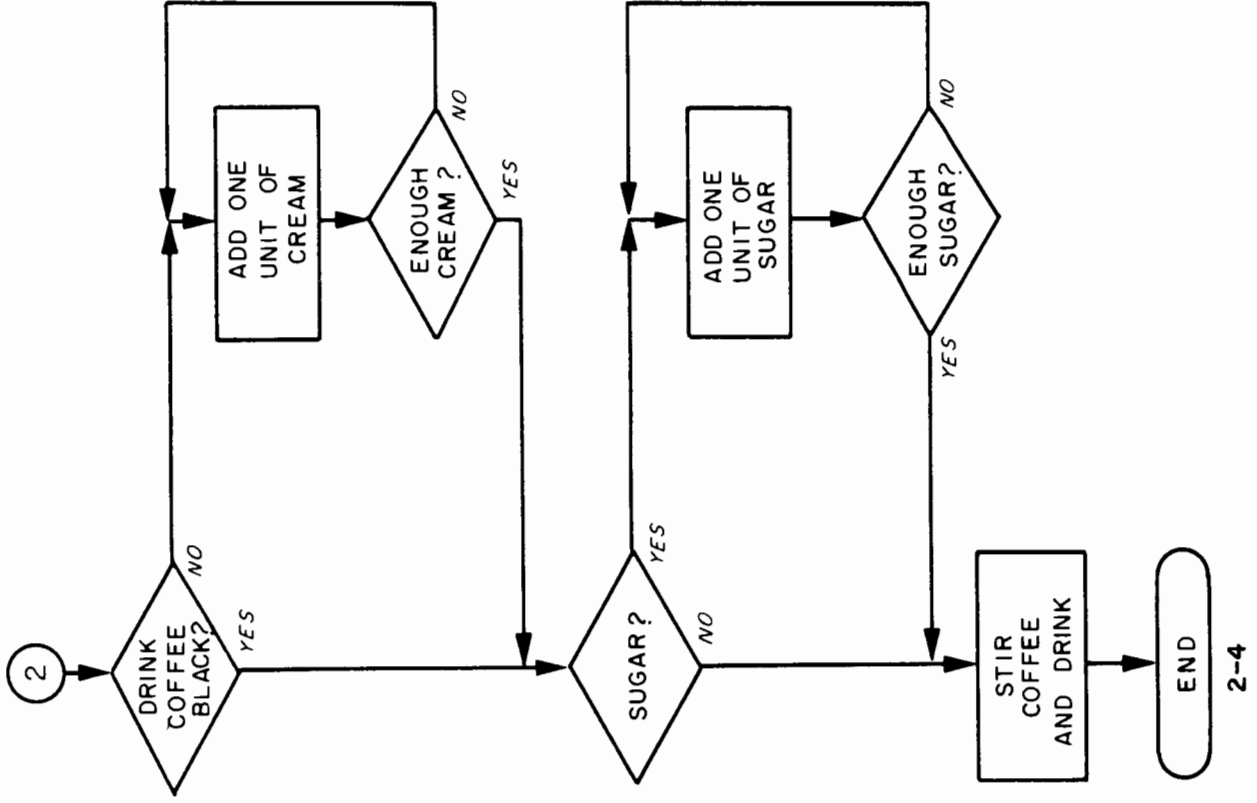 2
DRINK
COFFEE
BLACK?
NO
YES
ADD ONE
UNIT OF
CREAM
ENOUGH
CREAM?
NO
YES
SUGAR?
YES
NO
ADD ONE
UNIT OF
SUGAR
ENOUGH
SUGAR?
NO
YES
STIR
COFFEE
AND DRINK
END
2-4